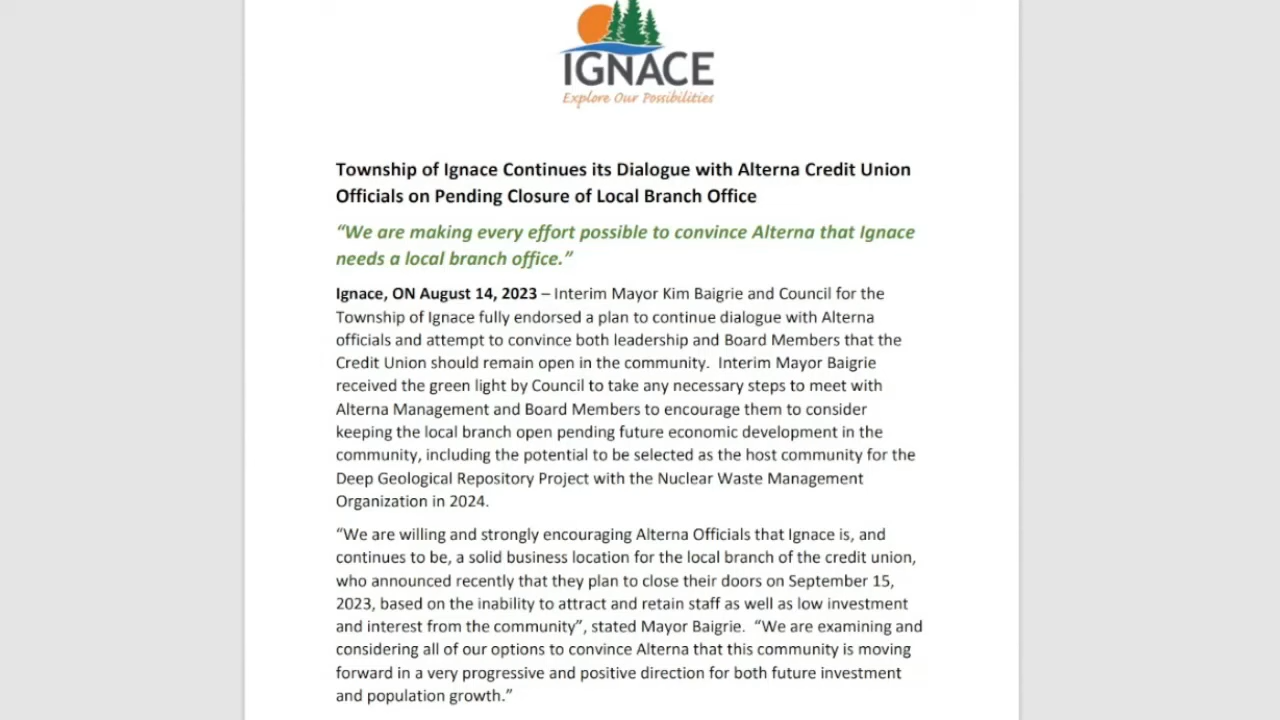 IGNACE
Explore Our Possibilities
Township of Ignace Continues its Dialogue with Alterna Credit Union
Officials on Pending Closure of Local Branch Office
“We are making every effort possible to convince Alterna that Ignace
needs a local branch office.”
Ignace, ON August 14, 2023 – Interim Mayor Kim Baigrie and Council for the
Township of Ignace fully endorsed a plan to continue dialogue with Alterna
officials and attempt to convince both leadership and Board Members that the
Credit Union should remain open in the community.  Interim Mayor Baigrie
received the green light by Council to take any necessary steps to meet with
Alterna Management and Board Members to encourage them to consider
keeping the local branch open pending future economic development in the
community, including the potential to be selected as the host community for the
Deep Geological Repository Project with the Nuclear Waste Management
Organization in 2024.
“We are willing and strongly encouraging Alterna Officials that Ignace is, and
continues to be, a solid business location for the local branch of the credit union,
who announced recently that they plan to close their doors on September 15,
2023, based on the inability to attract and retain staff as well as low investment
and interest from the community”, stated Mayor Baigrie.  “We are examining and
considering all of our options to convince Alterna that this community is moving
forward in a very progressive and positive direction for both future investment
and population growth.”